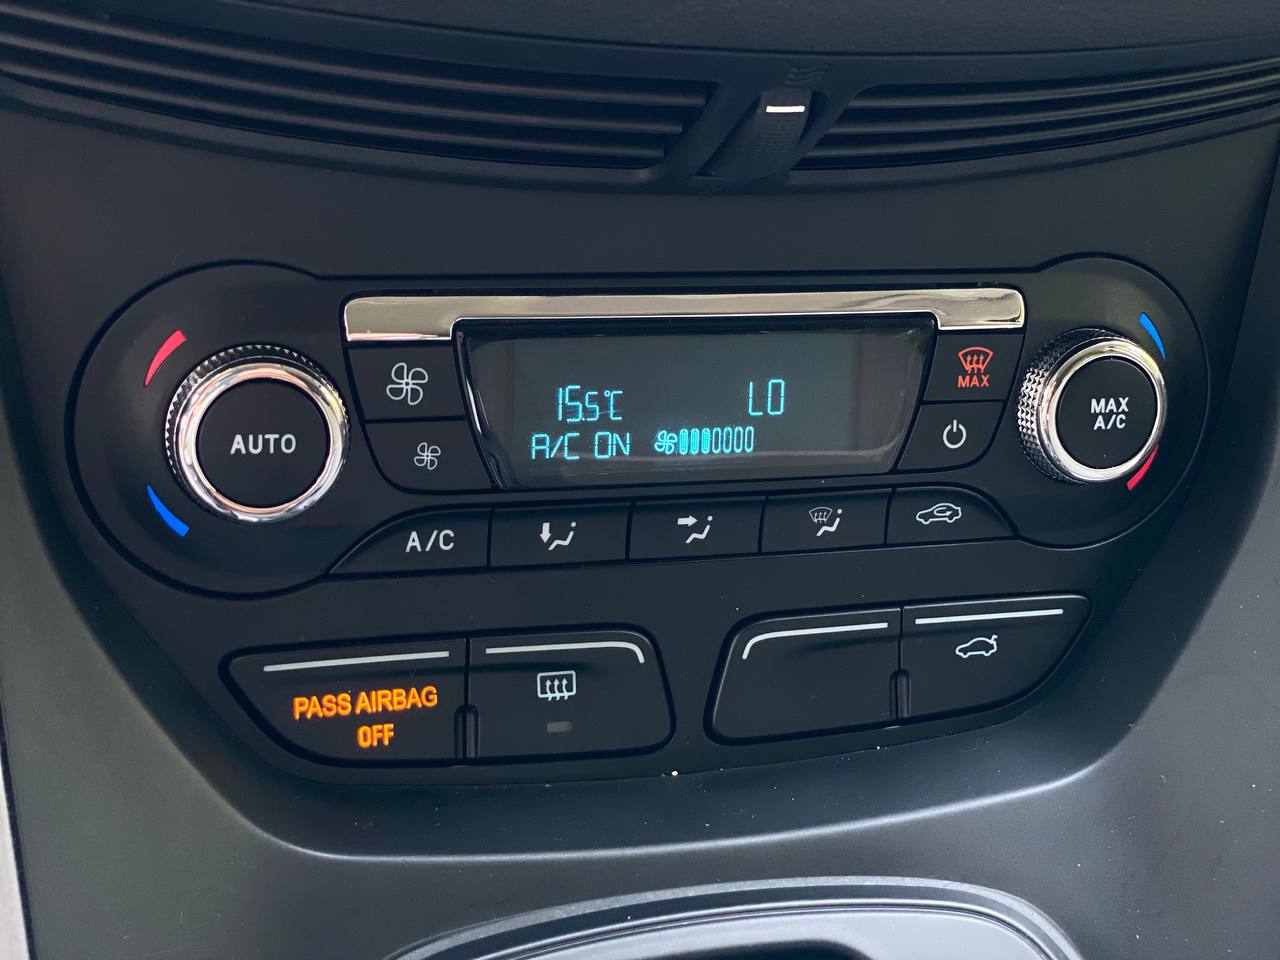 AUTO
15.5°C LO
A/C ON
MAX
MAX
A/C
A/C
PASS AIRBAG
OFF